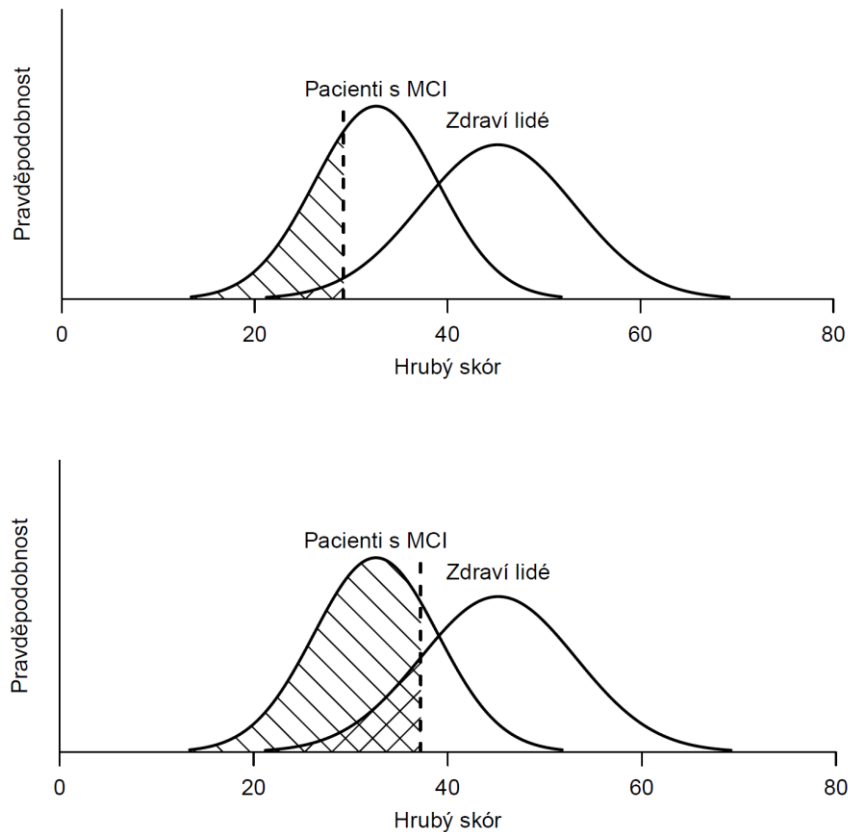 Pacienti s MCI
Zdraví lidé
Pravděpodobnost
0 20 40 60 80
Hrubý skór
Pacienti s MCI
Zdraví lidé
Pravděpodobnost
0 20 40 60 80
Hrubý skór